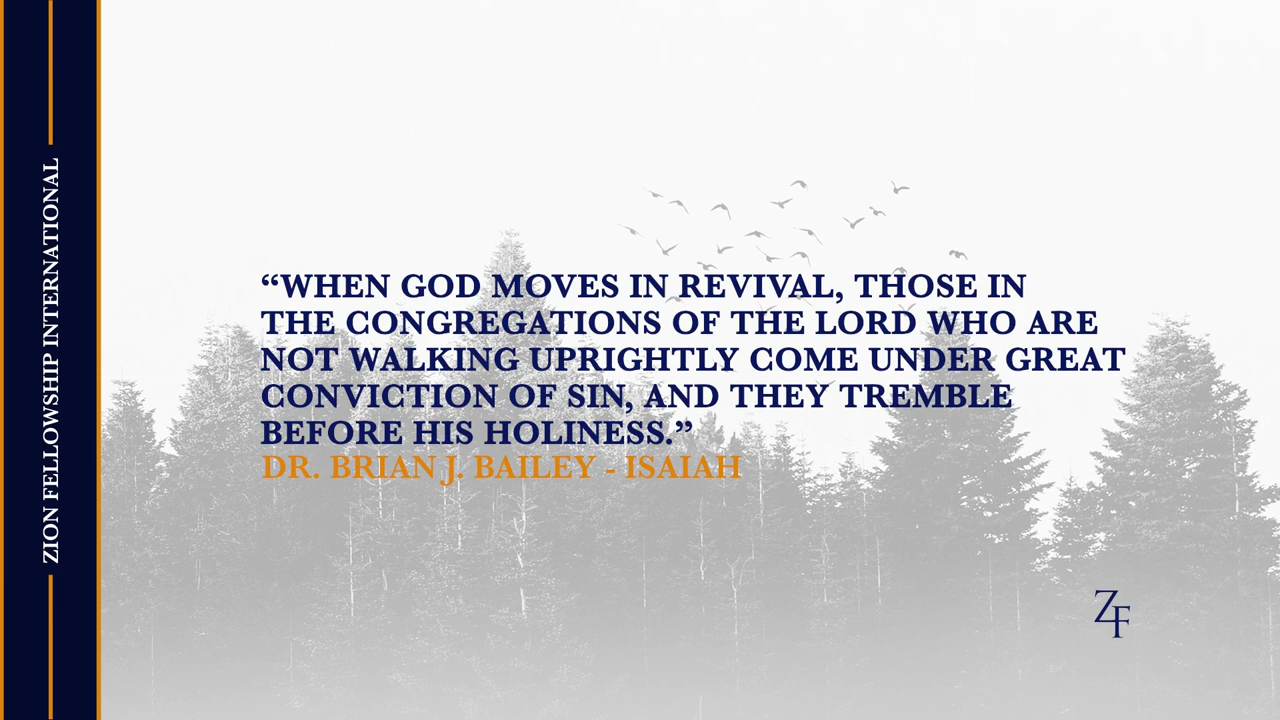 ZION FELLOWSHIP INTERNATIONAL
“WHEN GOD MOVES IN REVIVAL, THOSE IN
THE CONGREGATIONS OF THE LORD WHO ARE
NOT WALKING UPRIGHTLY COME UNDER GREAT
CONVICTION OF SIN, AND THEY TREMBLE
BEFORE HIS HOLINESS.”
DR. BRIAN J. BAILEY - ISAIAH
ZF